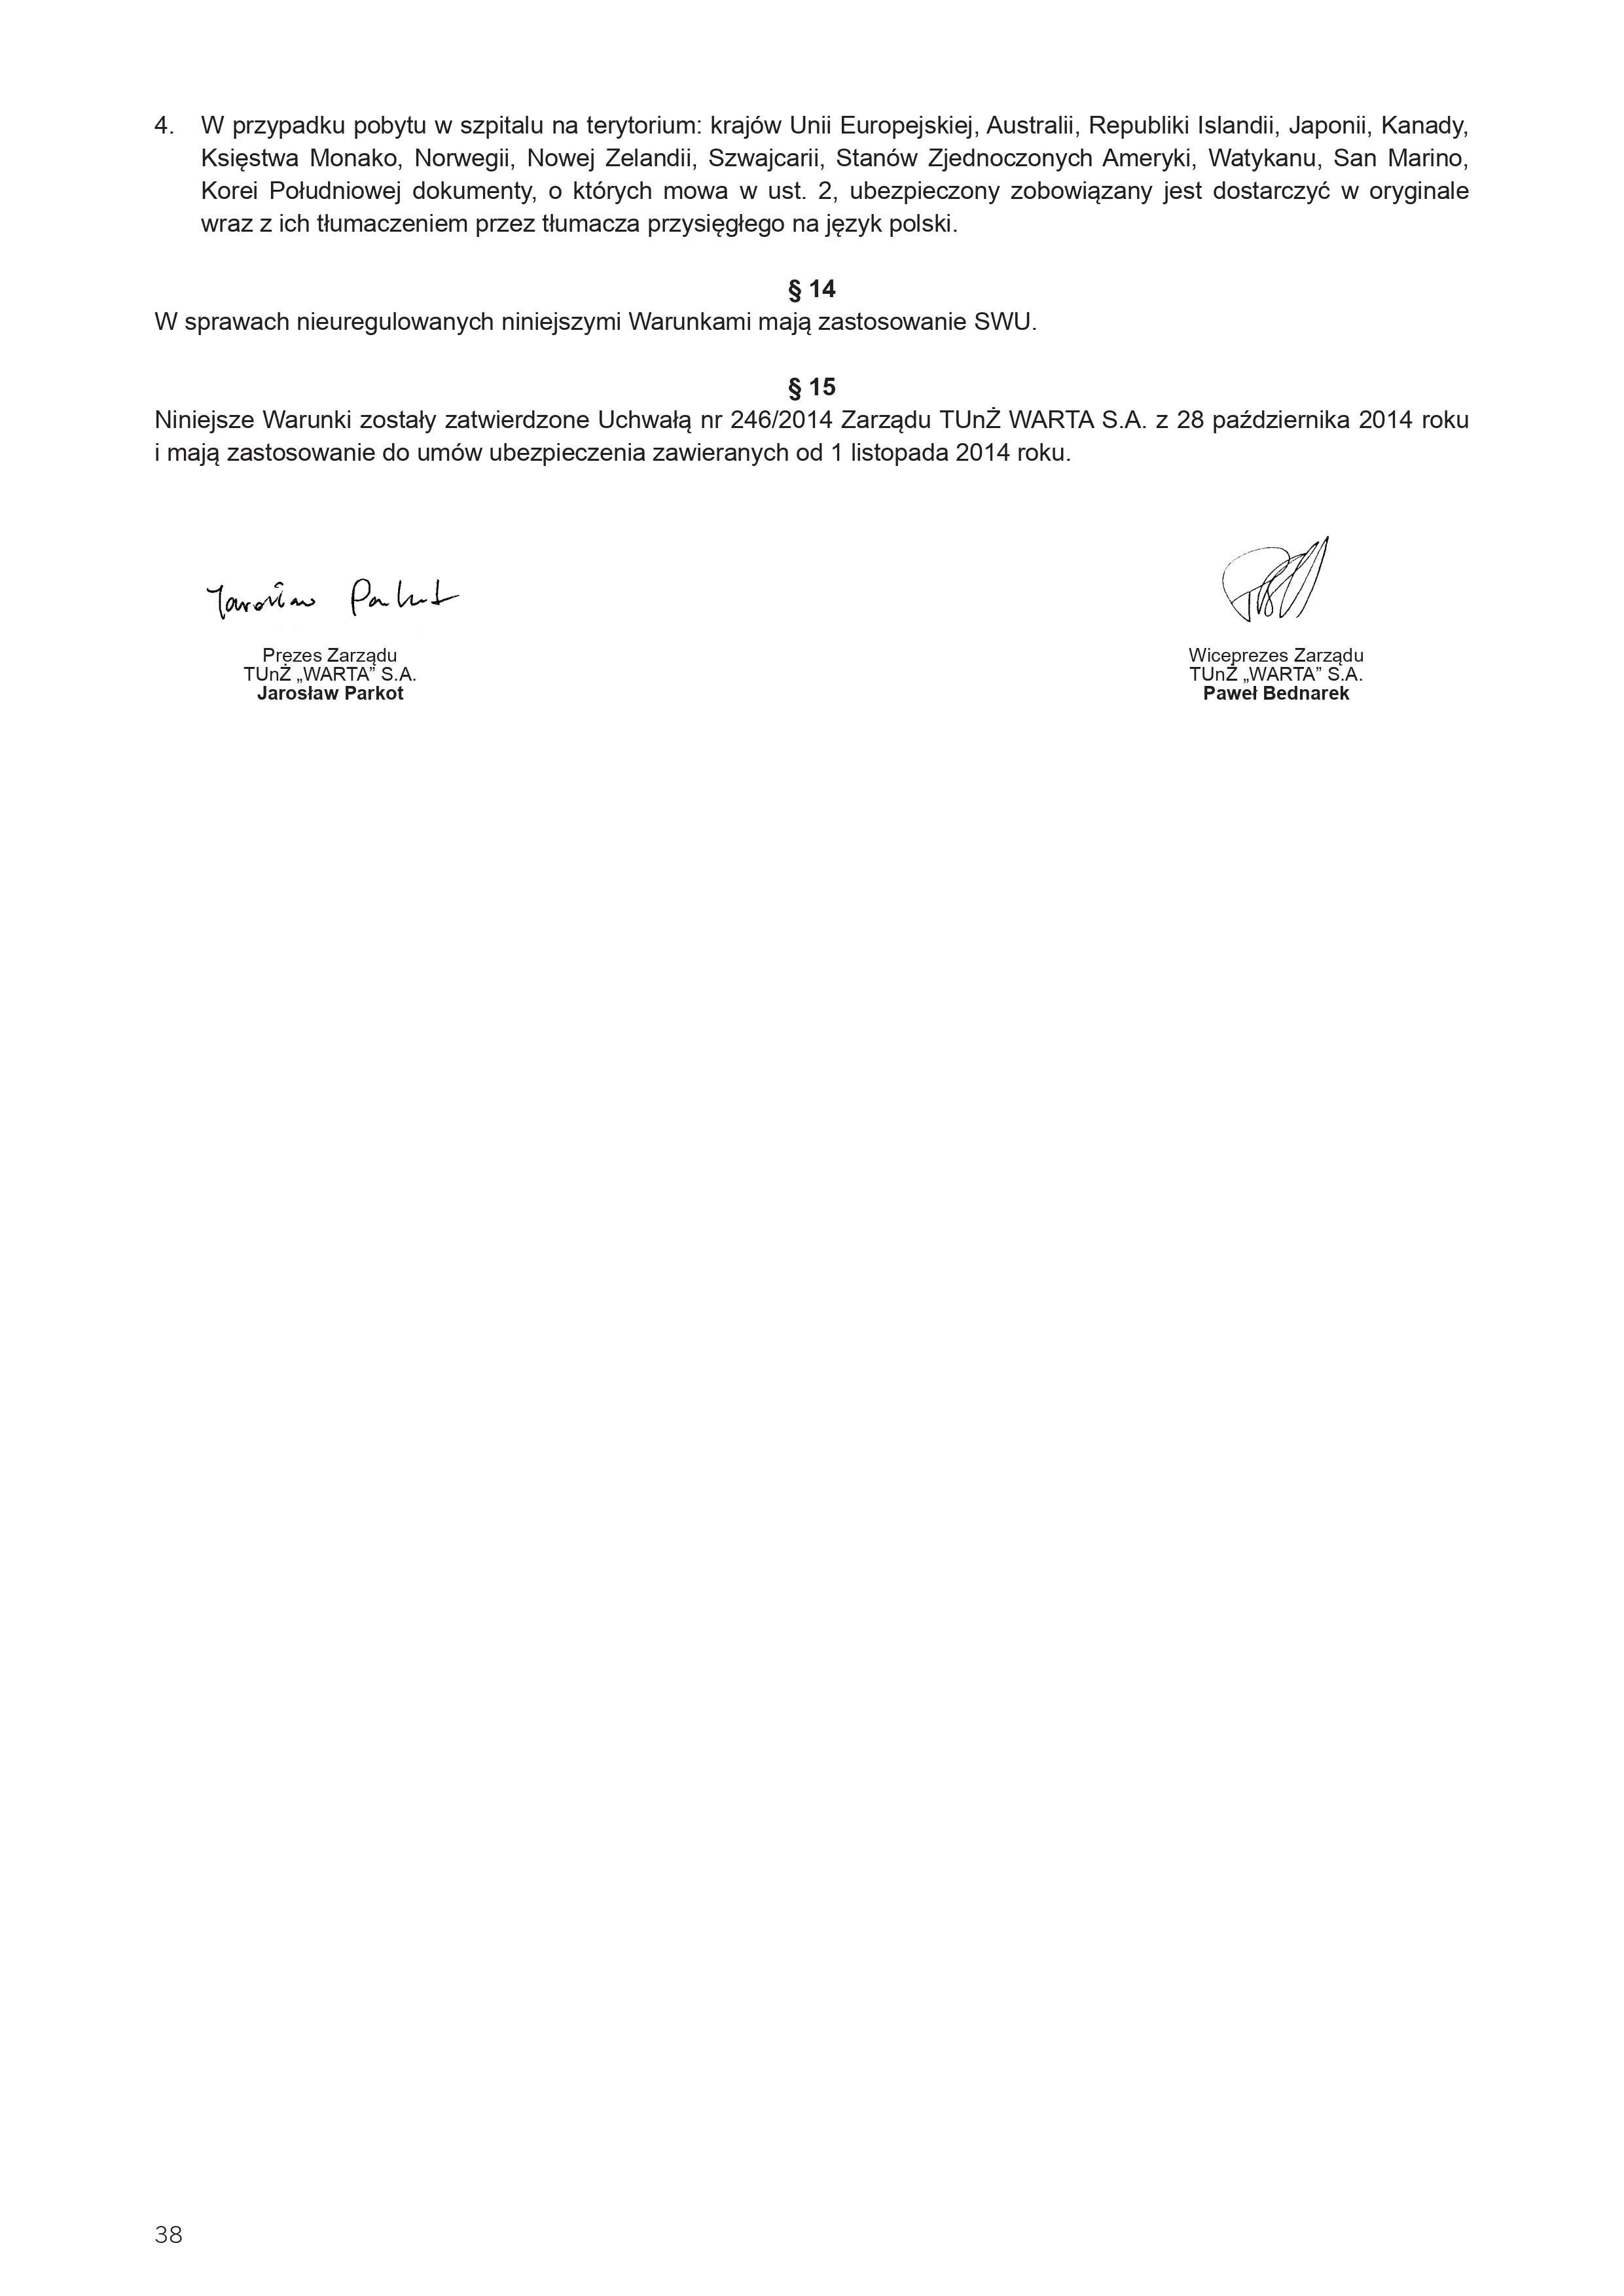 4. W przypadku pobytu w szpitalu na terytorium: krajów Unii Europejskiej, Australii, Republiki Islandii, Japonii, Kanady,
Księstwa Monako, Norwegii, Nowej Zelandii, Szwajcarii, Stanów Zjednoczonych Ameryki, Watykanu, San Marino,
Korei Południowej dokumenty, o których mowa w ust. 2, ubezpieczony zobowiązany jest dostarczyć w oryginale
wraz z ich tłumaczeniem przez tłumacza przysięgłego na język polski.
§ 14
W sprawach nieuregulowanych niniejszymi Warunkami mają zastosowanie SWU.
§ 15
Niniejsze Warunki zostały zatwierdzone Uchwałą nr 246/2014 Zarządu TUnŻ WARTA S.A. z 28 października 2014 roku
i mają zastosowanie do umów ubezpieczenia zawieranych od 1 listopada 2014 roku.
Jarosław Parkot
Prezes Zarządu
TUnŻ „WARTA” S.A.
Jarosław Parkot
Wiceprezes Zarządu
TUnŻ „WARTA” S.A.
Paweł Bednarek
38